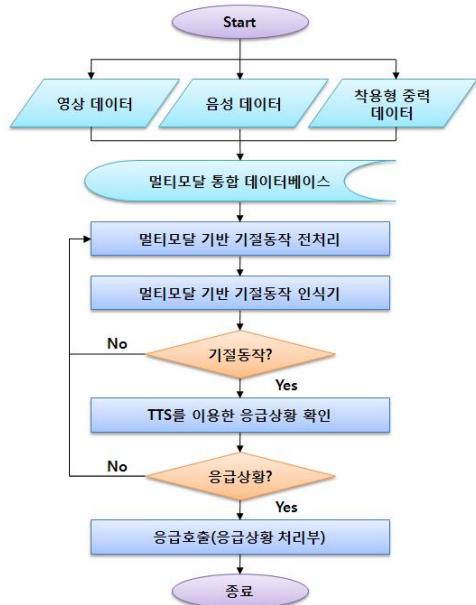 Start
영상 데이터
음성 데이터
착용형 중력
데이터
멀티모달 통합 데이터베이스
멀티모달 기반 기절동작 전처리
멀티모달 기반 기절동작 인식기
No
기절동작?
Yes
TTS를 이용한 응급상황 확인
No
응급상황?
Yes
응급호출(응급상황 처리부)
종료